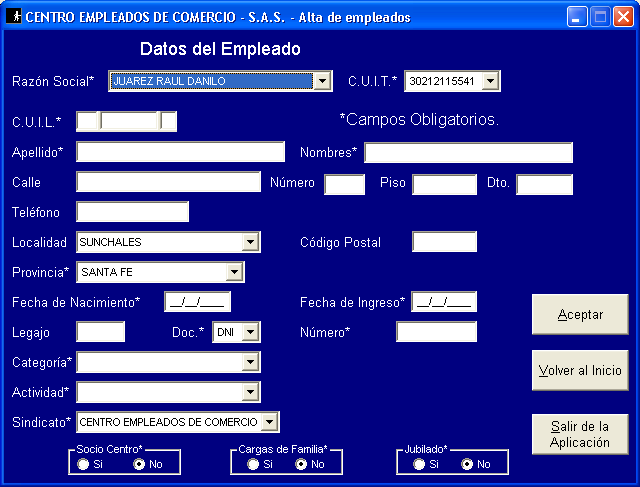 CENTRO EMPLEADOS DE COMERCIO - S.A.S. - Alta de empleados
Datos del Empleado
Razón Social* JUAREZ RAUL DANILO C.U.I.T.* 30212115541
C.U.I.L.* *Campos Obligatorios.
Apellido* Nombres*
Calle Número Piso Dto.
Teléfono
Localidad SUNCHALES Código Postal
Provincia* SANTA FE
Fecha de Nacimiento* __/__/____ Fecha de Ingreso* __/__/____
Aceptar
Legajo Doc.* DNI Número*
Categoría*
Volver al Inicio
Actividad*
Sindicato* CENTRO EMPLEADOS DE COMERCIO
Salir de la
Aplicación
Socio Centro* Cargas de Familia* Jubilado*
Si No Si No Si No